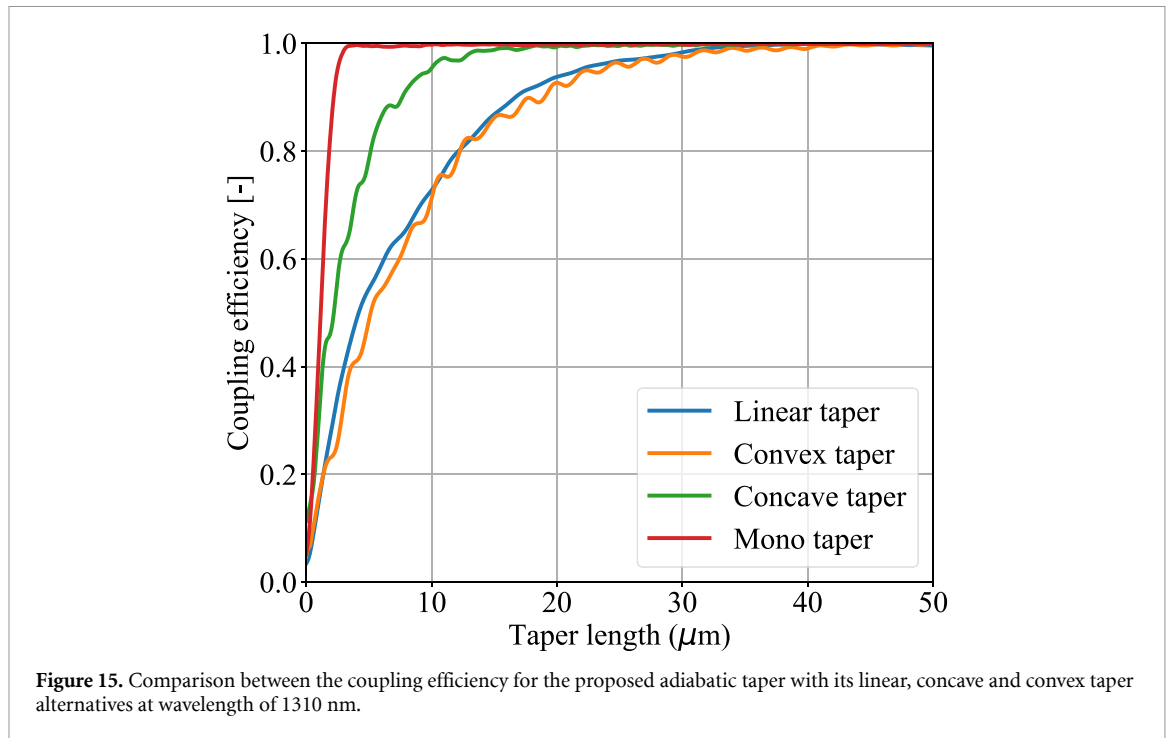 1.0
0.8
0.6
0.4
0.2
0.0
Coupling efficiency [-]
Linear taper
Convex taper
Concave taper
Mono taper
0 10 20 30 40 50
Taper length (μm)
Figure 15. Comparison between the coupling efficiency for the proposed adiabatic taper with its linear, concave and convex taper
alternatives at wavelength of 1310 nm.